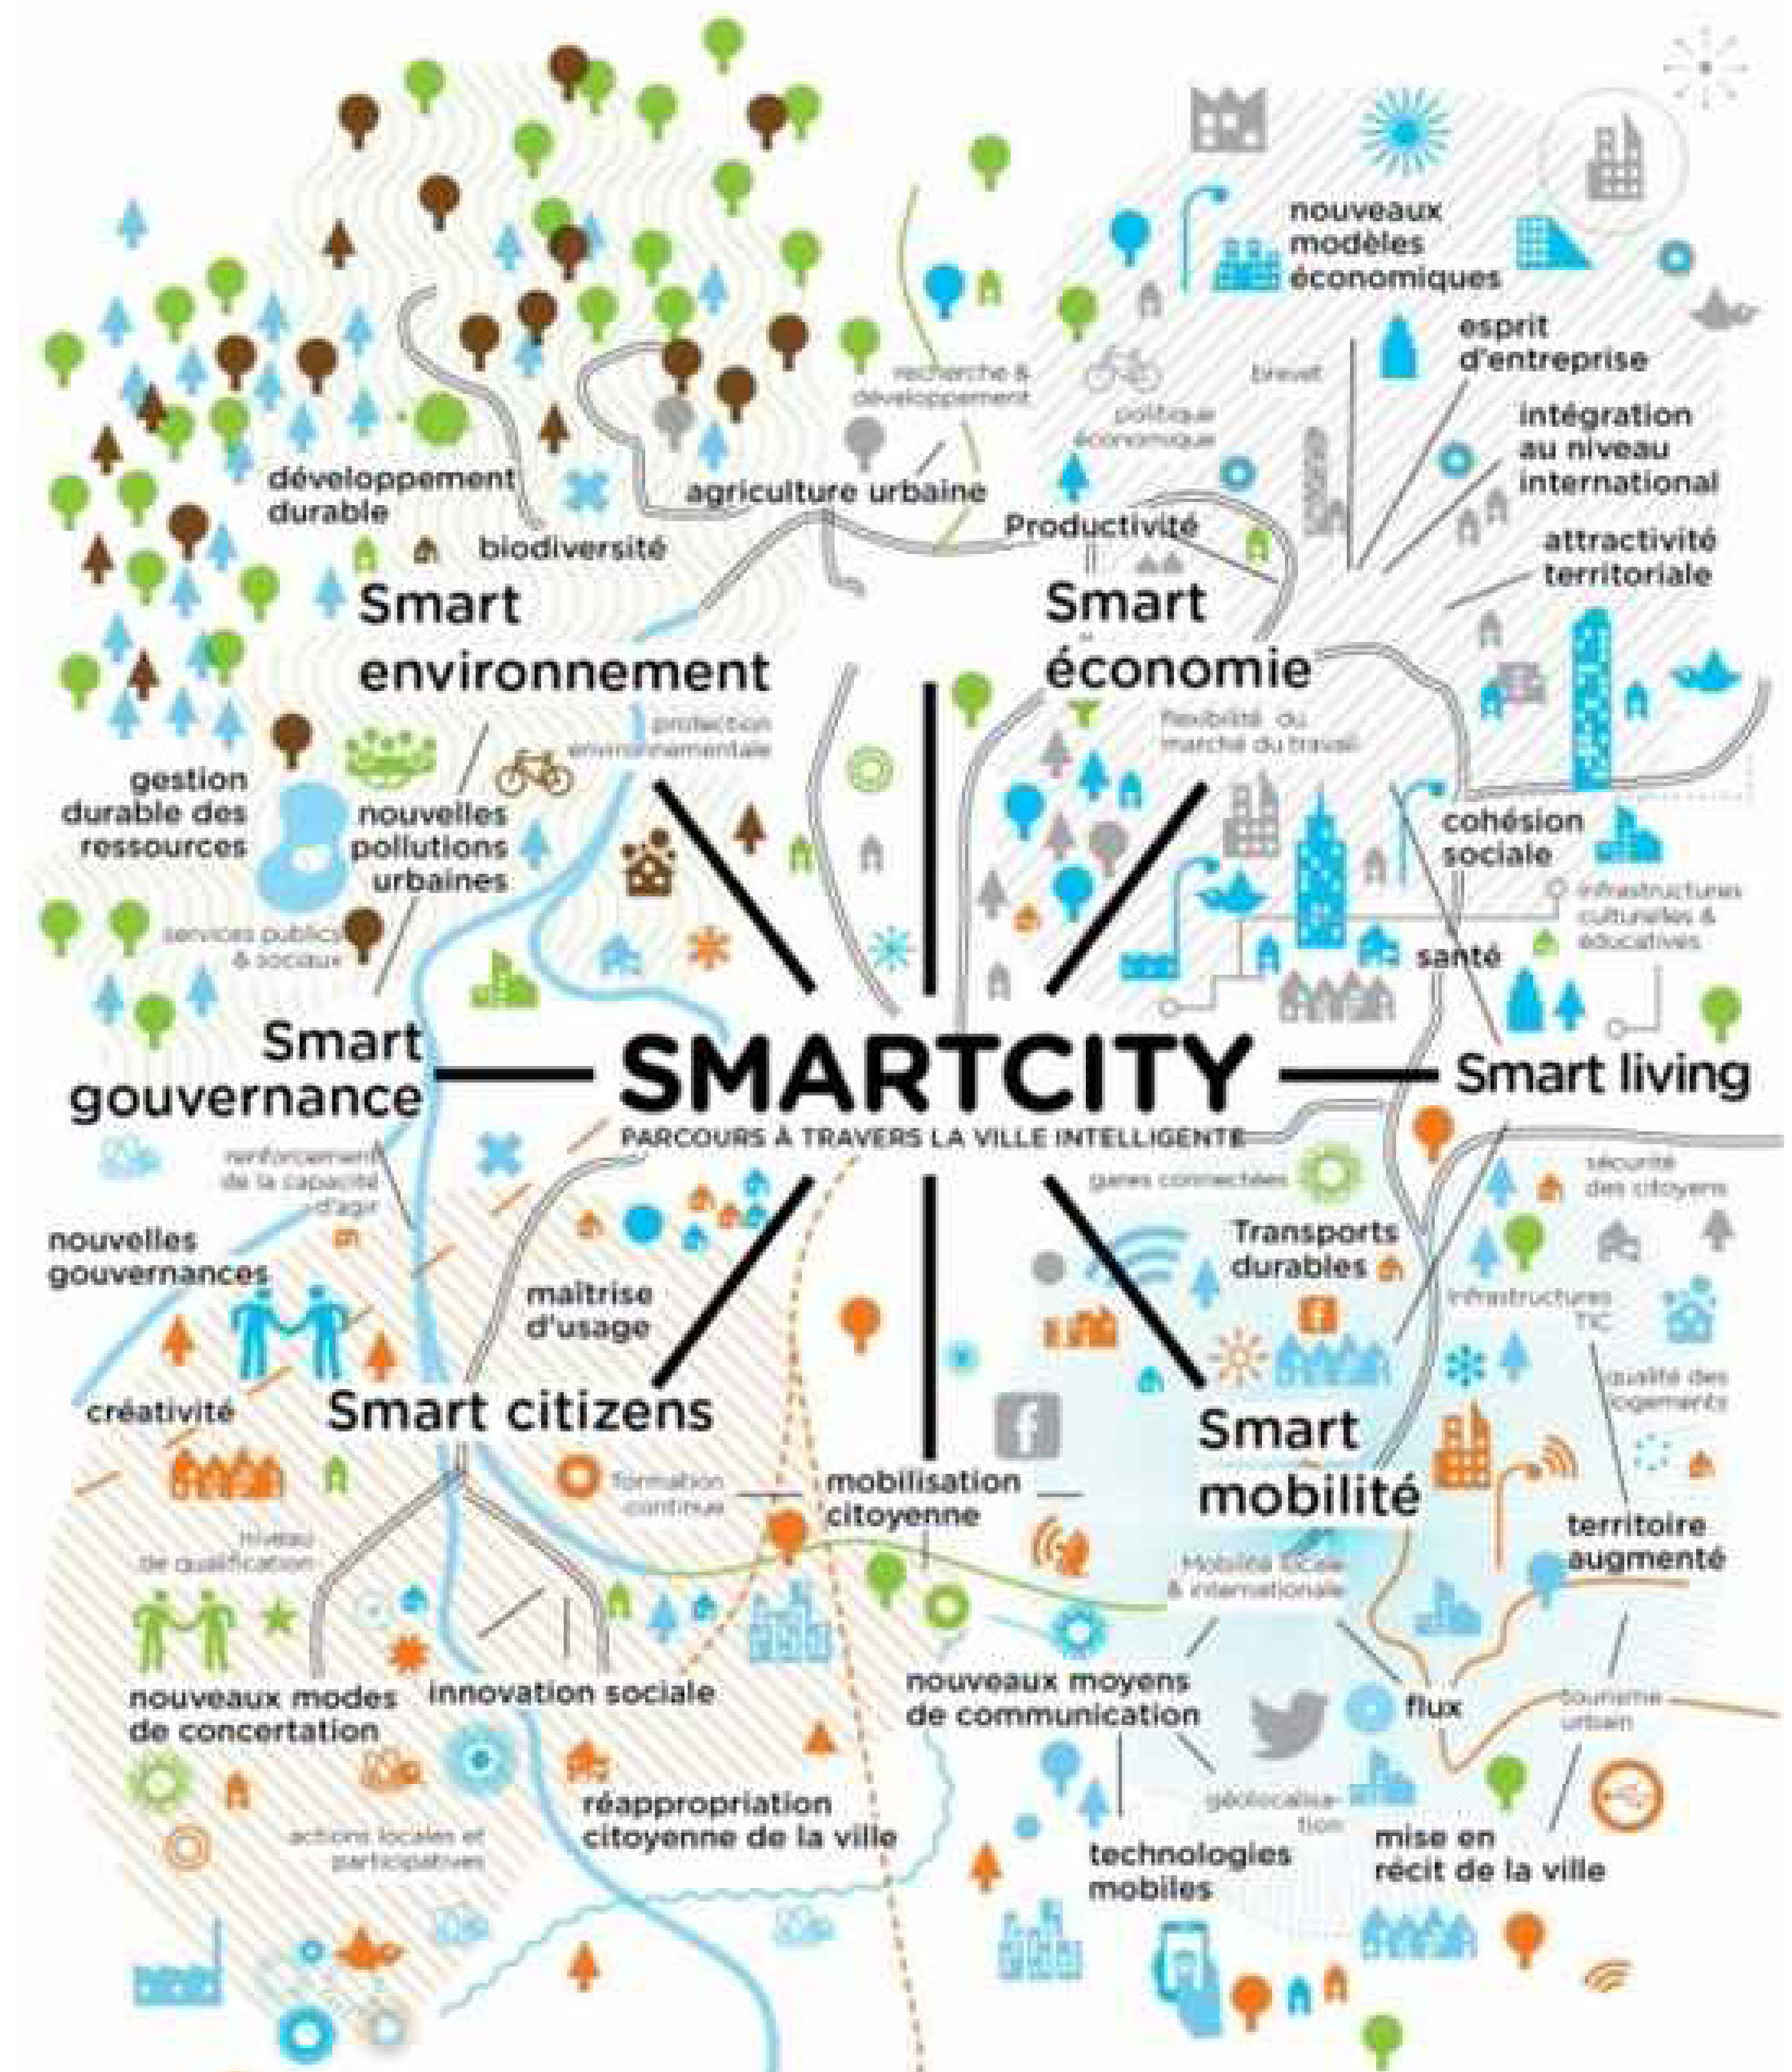 nouveaux
modèles
économiques
esprit
d'entreprise
recherche &
développement
brevet
politique
économique
intégration
au niveau
international
développement
durable
agriculture urbaine
Productivité
biodiversité
attractivité
territoriale
Smart
environnement
Smart
économie
protection
environnementale
flexibilité du
marché du travail
gestion
durable des
ressources
nouvelles
pollutions
urbaines
cohésion
sociale
infrastructures
culturelles &
éducatives
services publics
& sociaux
santé
Smart
gouvernance
SMARTCITY
PARCOURS À TRAVERS LA VILLE INTELLIGENTE
Smart living
renforcement
de la capacité
d'agir
gares connectées
sécurité
des citoyens
nouvelles
gouvernances
Transports
durables
maîtrise
d'usage
infrastructures
TIC
qualité des
logements
créativité
Smart citizens
Smart
mobilité
formation
continue
mobilisation
citoyenne
niveau
de qualification
territoire
augmenté
Mobilité locale
& internationale
nouveaux modes
de concertation
innovation sociale
nouveaux moyens
de communication
flux
tourisme
urbain
réappropriation
citoyenne de la ville
géolocalisa-
tion
actions locales et
participatives
technologies
mobiles
mise en
récit de la ville